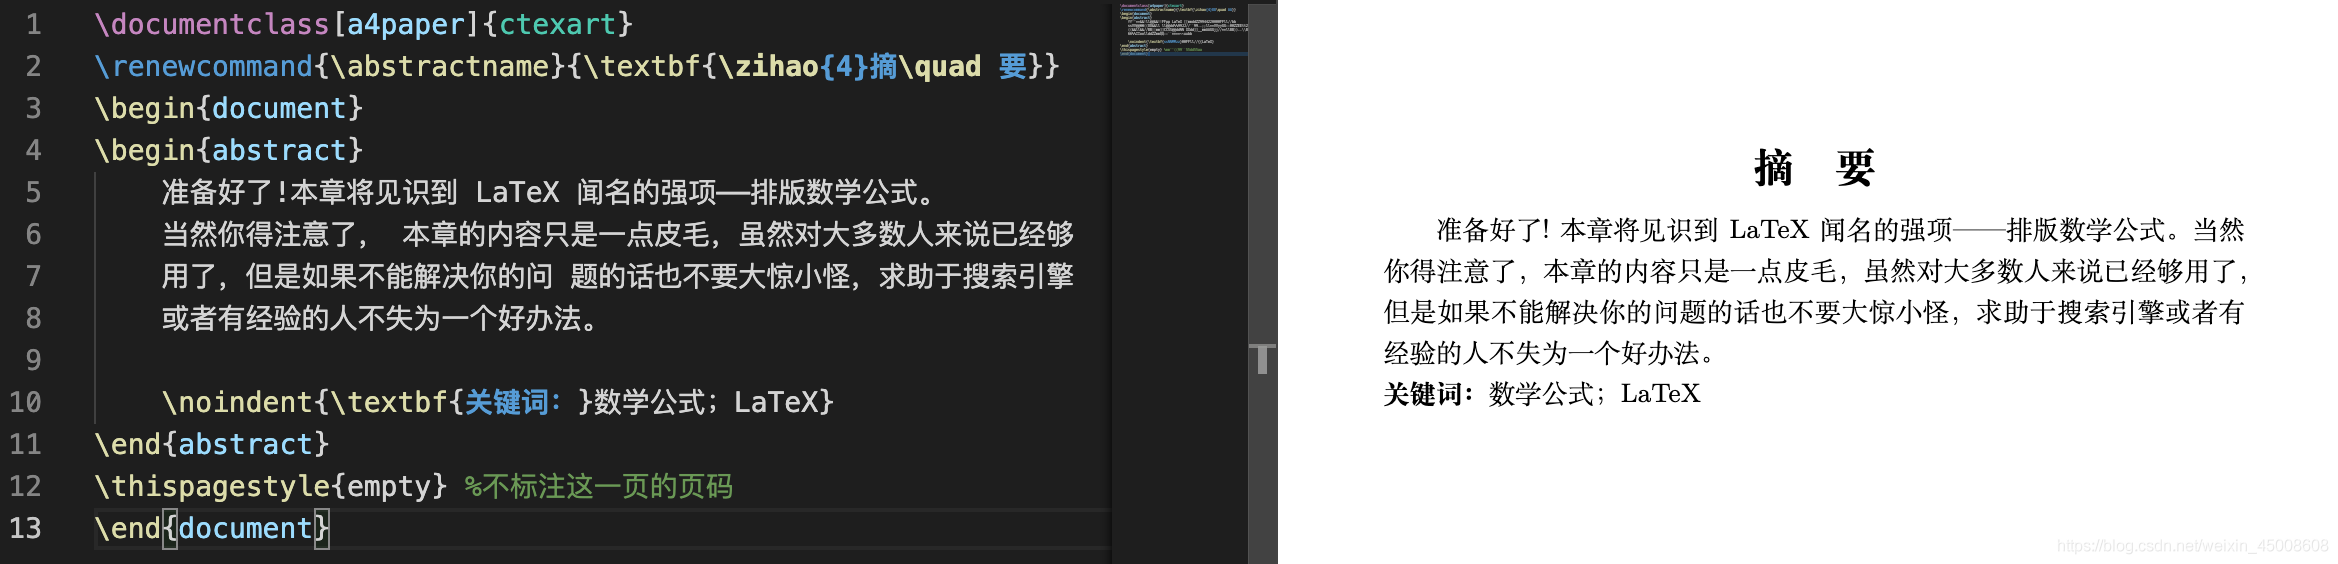 1 \documentclass[a4paper]{ctexart}
2 \renewcommand{\abstractname}{\textbf{\zihao{4}摘\quad 要}}
3 \begin{document}
4 \begin{abstract}
5 准备好了!本章将见识到 LaTeX 闻名的强项——排版数学公式。
6 当然你得注意了， 本章的内容只是一点皮毛，虽然对大多数人来说已经够
7 用了，但是如果不能解决你的问 题的话也不要大惊小怪，求助于搜索引擎
8 或者有经验的人不失为一个好办法。
9
10 \noindent{\textbf{关键词：}数学公式；LaTeX}
11 \end{abstract}
12 \thispagestyle{empty} %不标注这一页的页码
13 \end{document}
摘 要
准备好了! 本章将见识到 LaTeX 闻名的强项——排版数学公式。当然
你得注意了，本章的内容只是一点皮毛，虽然对大多数人来说已经够用了，
但是如果不能解决你的问题的话也不要大惊小怪，求助于搜索引擎或者有
经验的人不失为一个好办法。
关键词：数学公式；LaTeX
https://blog.csdn.net/weixin_45008608